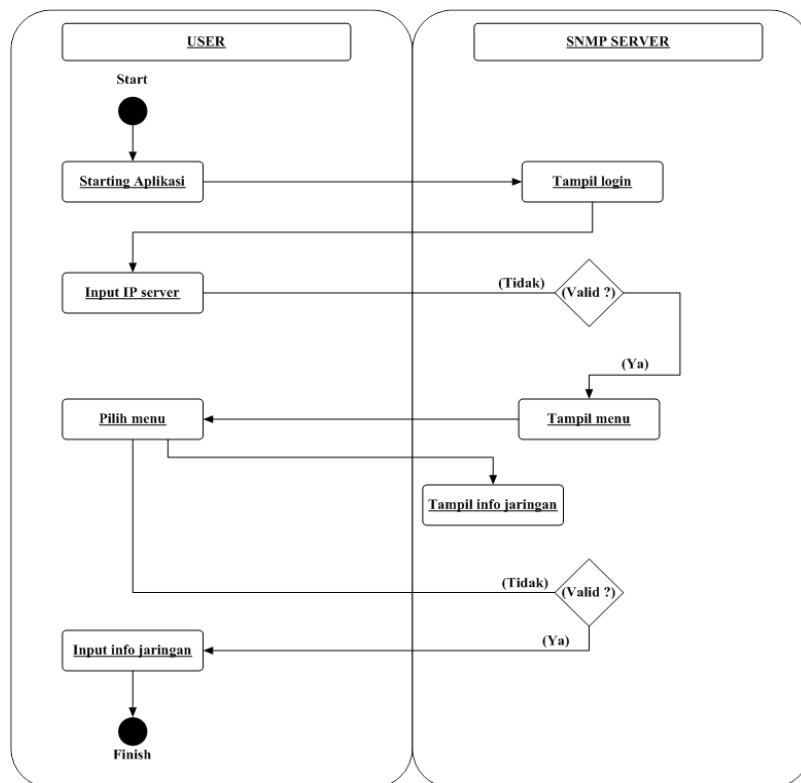 USER
SNMP SERVER
Start
Starting Aplikasi
Tampil login
Input IP server
(Tidak)
(Valid ?)
(Ya)
Pilih menu
Tampil menu
Tampil info jaringan
(Tidak)
(Valid ?)
(Ya)
Input info jaringan
Finish